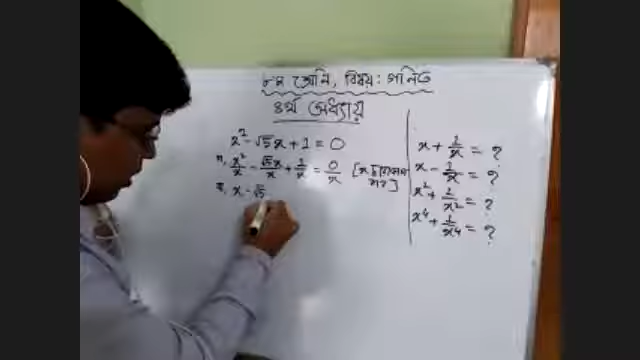 ৮ম শ্রেনি, বিষয়: গনিত
৪র্থ অধ্যায়
x² - √5x + 1 = 0
বা, x²/x - √5x/x + 1/x = 0/x
বা, x - √5
x + 1/x = ?
x - 1/x = ?
x² + 1/x² = ?
x⁴ + 1/x⁴ = ?